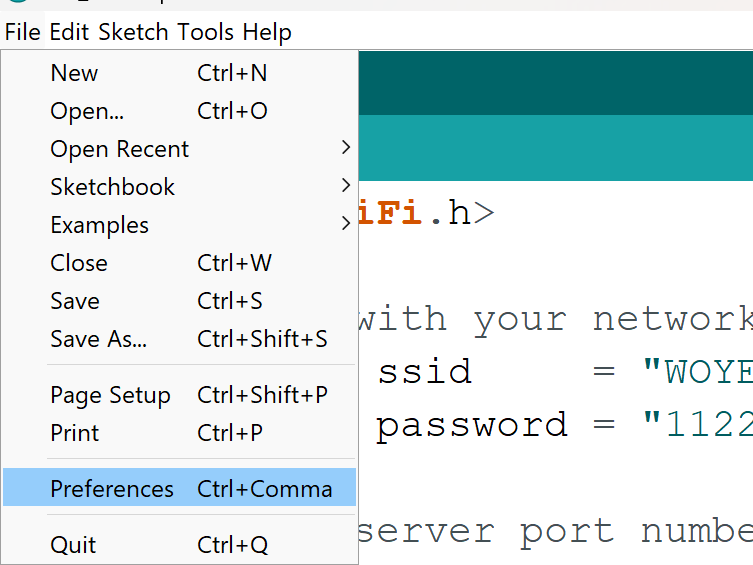 File Edit Sketch Tools Help
New Ctrl+N
Open... Ctrl+O
Open Recent
Sketchbook
Examples
Close Ctrl+W
Save Ctrl+S
Save As... Ctrl+Shift+S
Page Setup Ctrl+Shift+P
Print Ctrl+P
Preferences Ctrl+Comma
Quit Ctrl+Q
iFi.h>
with your network
ssid = "WOYE
password = "1122
server port numbe